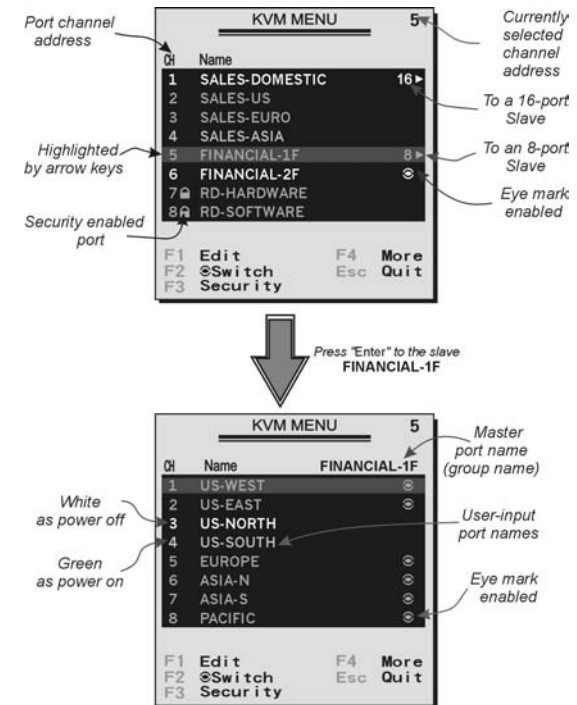 Port channel
address
KVM MENU 5
Currently
selected
channel
address
CH Name
1 SALES-DOMESTIC 16
2 SALES-US
3 SALES-EURO
4 SALES-ASIA
5 FINANCIAL-1F 8
6 FINANCIAL-2F
7 RD-HARDWARE
8 RD-SOFTWARE
To a 16-port
Slave
To an 8-port
Slave
Highlighted
by arrow keys
Eye mark
enabled
Security enabled
port
F1 Edit F4 More
F2 Switch Esc Quit
F3 Security
Press "Enter" to the slave
FINANCIAL-1F
KVM MENU 5
Master
port name
(group name)
CH Name FINANCIAL-1F
1 US-WEST
2 US-EAST
3 US-NORTH
4 US-SOUTH
5 EUROPE
6 ASIA-N
7 ASIA-S
8 PACIFIC
White
as power off
Green
as power on
User-input
port names
Eye mark
enabled
F1 Edit F4 More
F2 Switch Esc Quit
F3 Security